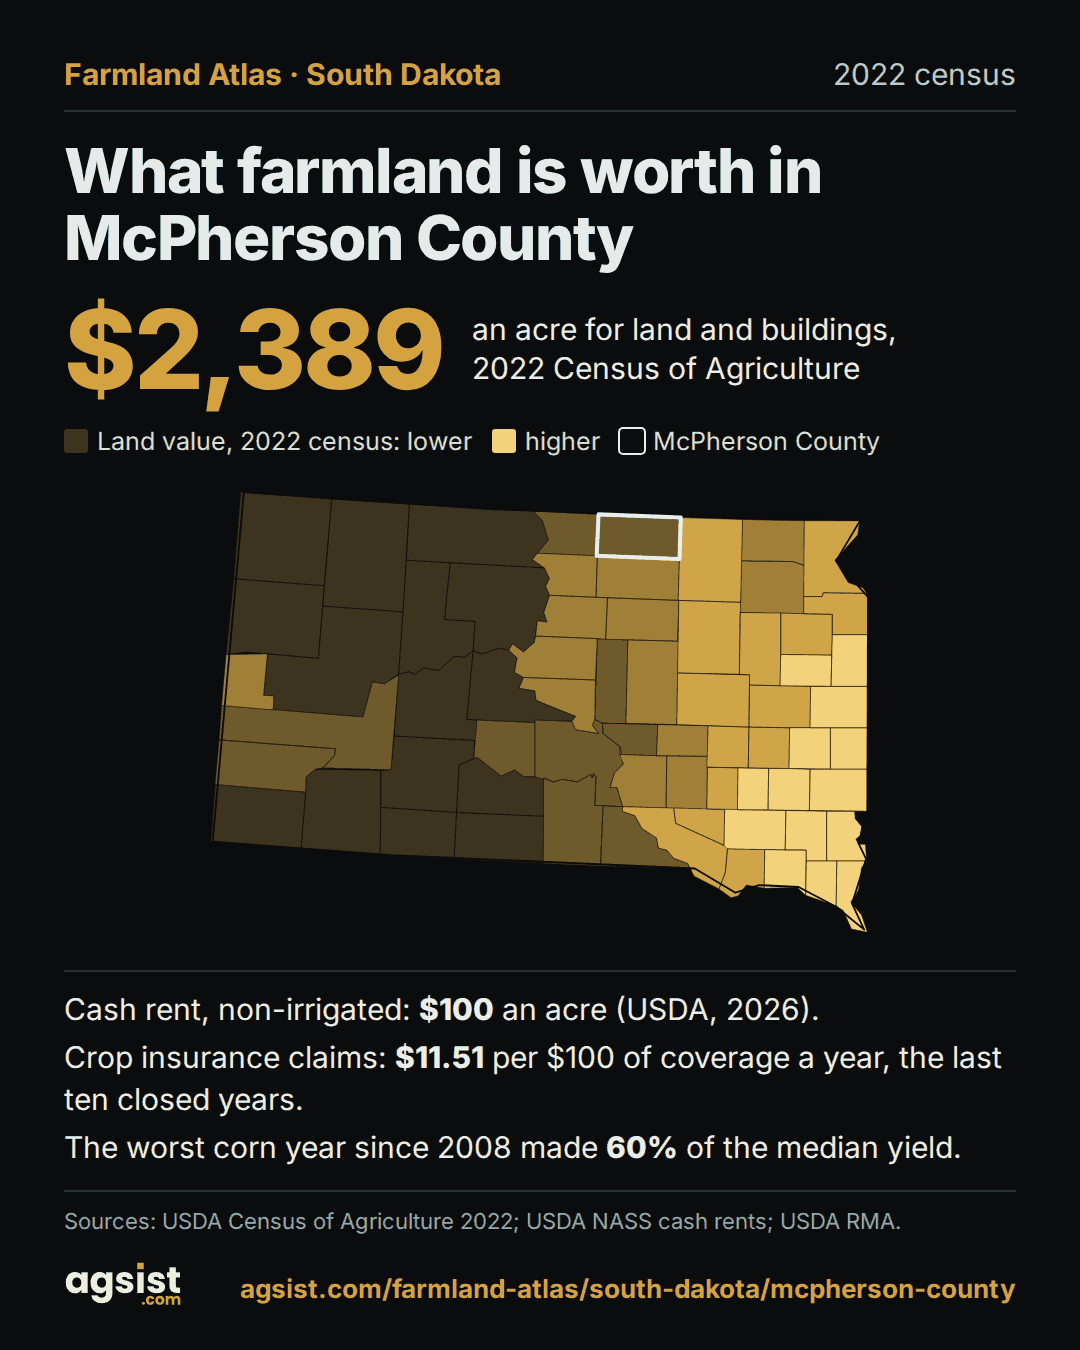 Farmland Atlas · South Dakota
2022 census
What farmland is worth in
McPherson County
$2,389
an acre for land and buildings,
2022 Census of Agriculture
Land value, 2022 census: lower
higher
McPherson County
Cash rent, non-irrigated: $100 an acre (USDA, 2026).
Crop insurance claims: $11.51 per $100 of coverage a year, the last
ten closed years.
The worst corn year since 2008 made 60% of the median yield.
Sources: USDA Census of Agriculture 2022; USDA NASS cash rents; USDA RMA.
agsist
.com
agsist.com/farmland-atlas/south-dakota/mcpherson-county